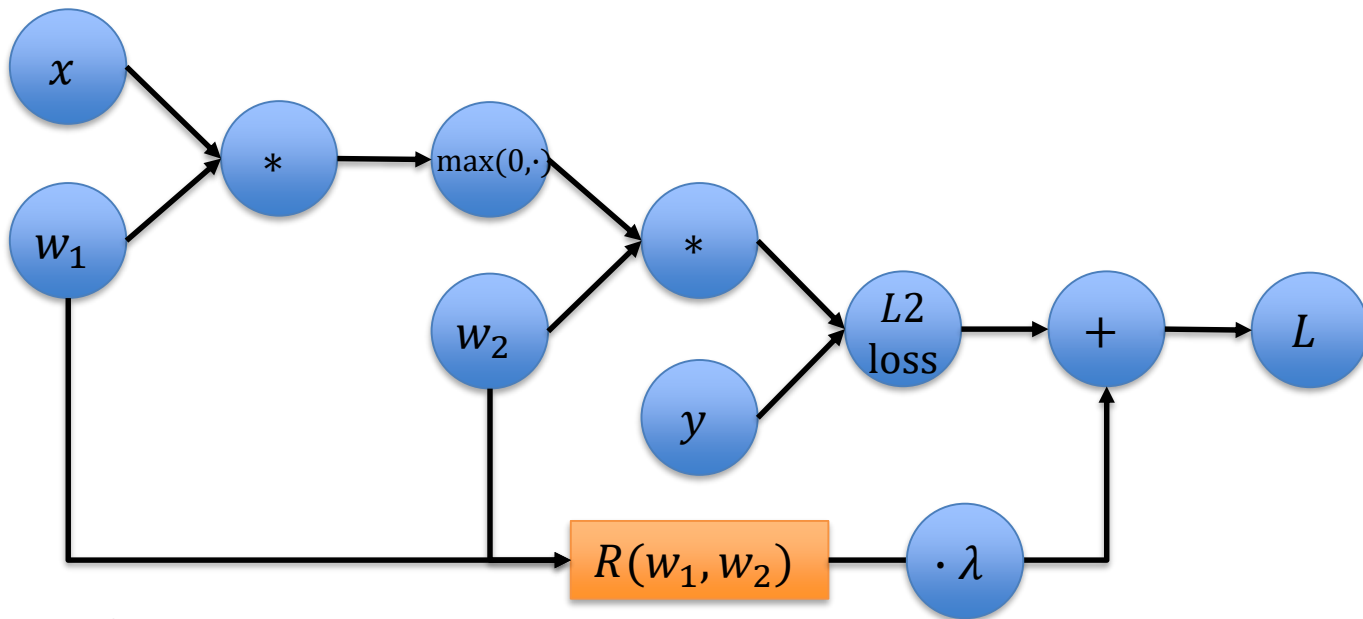 x
*
max(0,·)
w₁
*
w₂
L2
loss
+
L
y
R(w₁, w₂)
· λ